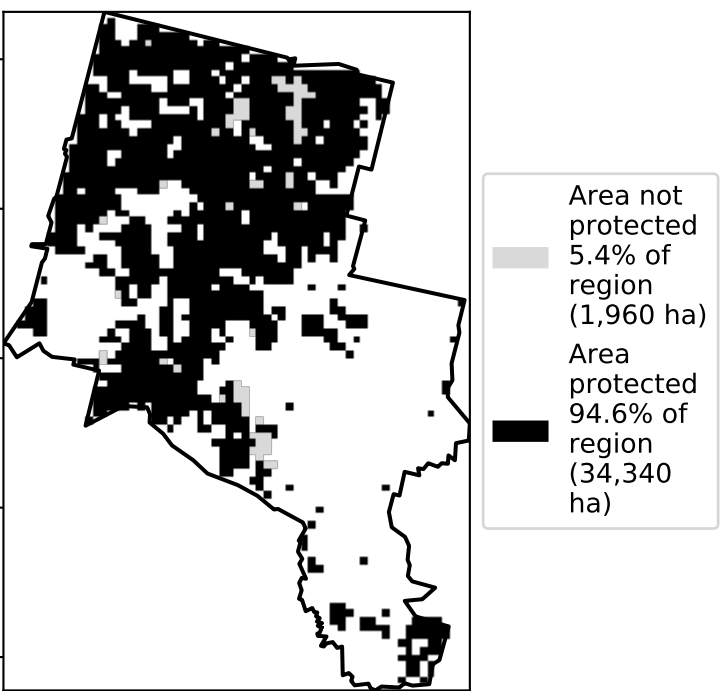 Area not
protected
5.4% of
region
(1,960 ha)
Area
protected
94.6% of
region
(34,340
ha)